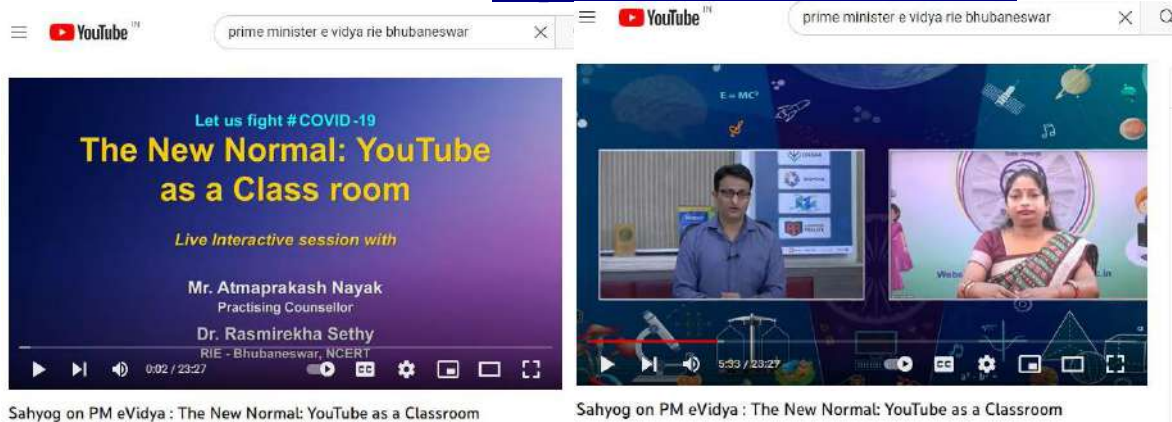 YouTube IN
prime minister e vidya rie bhubaneswar
Let us fight #COVID-19
The New Normal: YouTube
as a Class room
Live Interactive session with
Mr. Atmaprakash Nayak
Practising Counsellor
Dr. Rasmirekha Sethy
RIE - Bhubaneswar, NCERT
0:02 / 23:27
CC
Sahyog on PM eVidya : The New Normal: YouTube as a Classroom
YouTube IN
prime minister e vidya rie bhubaneswar
E = MC²
5:33 / 23:27
CC
Sahyog on PM eVidya : The New Normal: YouTube as a Classroom